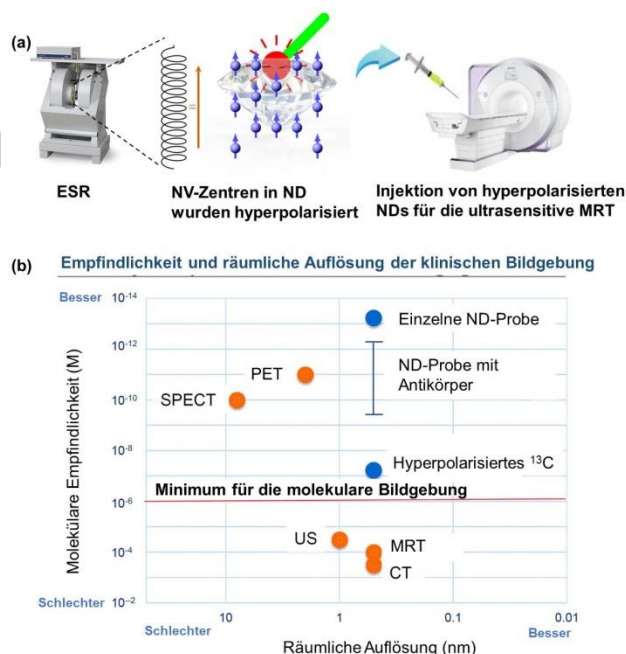 (a)
B
ESR
NV-Zentren in ND
wurden hyperpolarisiert
Injektion von hyperpolarisierten
NDs für die ultrasensitive MRT
(b)
Empfindlichkeit und räumliche Auflösung der klinischen Bildgebung
Besser
Molekülare Empfindlichkeit (M)
10⁻¹⁴
10⁻¹²
10⁻¹⁰
10⁻⁸
10⁻⁶
10⁻⁴
10⁻²
Schlechter
Einzelne ND-Probe
PET
ND-Probe mit
Antikörper
SPECT
Hyperpolarisiertes ¹³C
Minimum für die molekulare Bildgebung
US
MRT
CT
10
1
0.1
0.01
Schlechter
Räumliche Auflösung (nm)
Besser